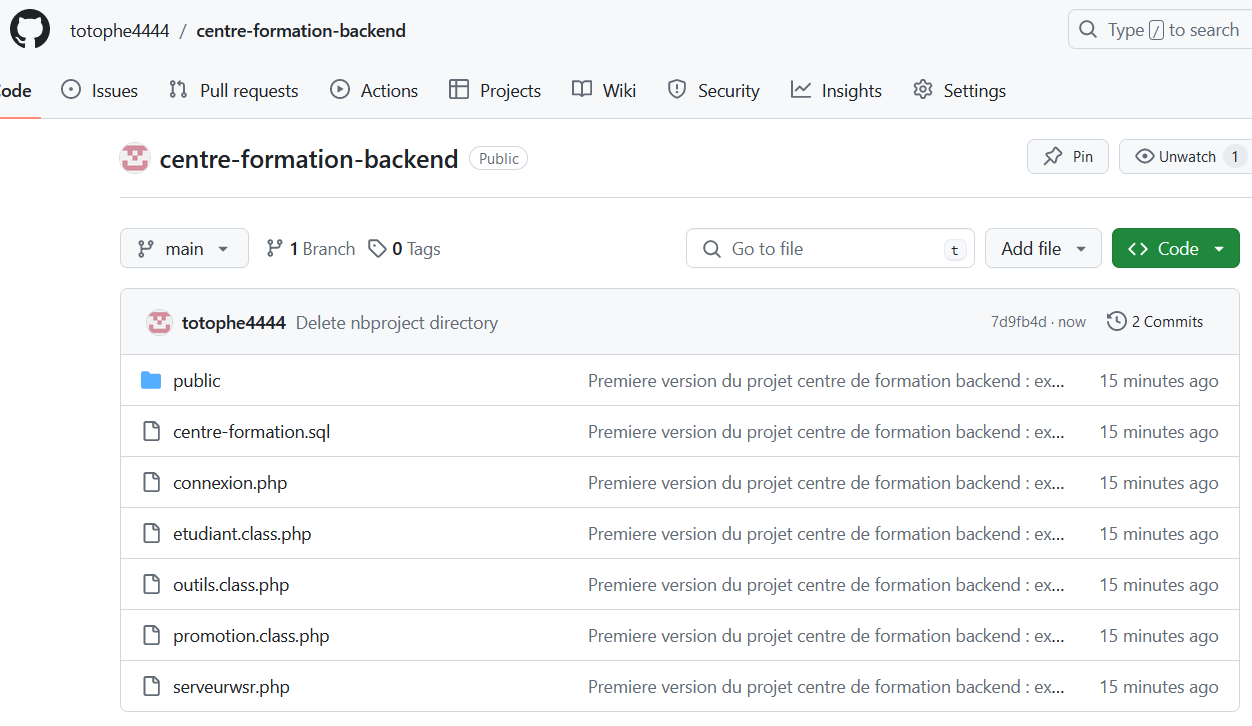 totophe4444 / centre-formation-backend Type / to search
ode Issues Pull requests Actions Projects Wiki Security Insights Settings
centre-formation-backend Public Pin Unwatch 1
main 1 Branch 0 Tags Go to file t Add file Code
totophe4444 Delete nbproject directory 7d9fb4d · now 2 Commits
public Premiere version du projet centre de formation backend : ex... 15 minutes ago
centre-formation.sql Premiere version du projet centre de formation backend : ex... 15 minutes ago
connexion.php Premiere version du projet centre de formation backend : ex... 15 minutes ago
etudiant.class.php Premiere version du projet centre de formation backend : ex... 15 minutes ago
outils.class.php Premiere version du projet centre de formation backend : ex... 15 minutes ago
promotion.class.php Premiere version du projet centre de formation backend : ex... 15 minutes ago
serveurwsr.php Premiere version du projet centre de formation backend : ex... 15 minutes ago